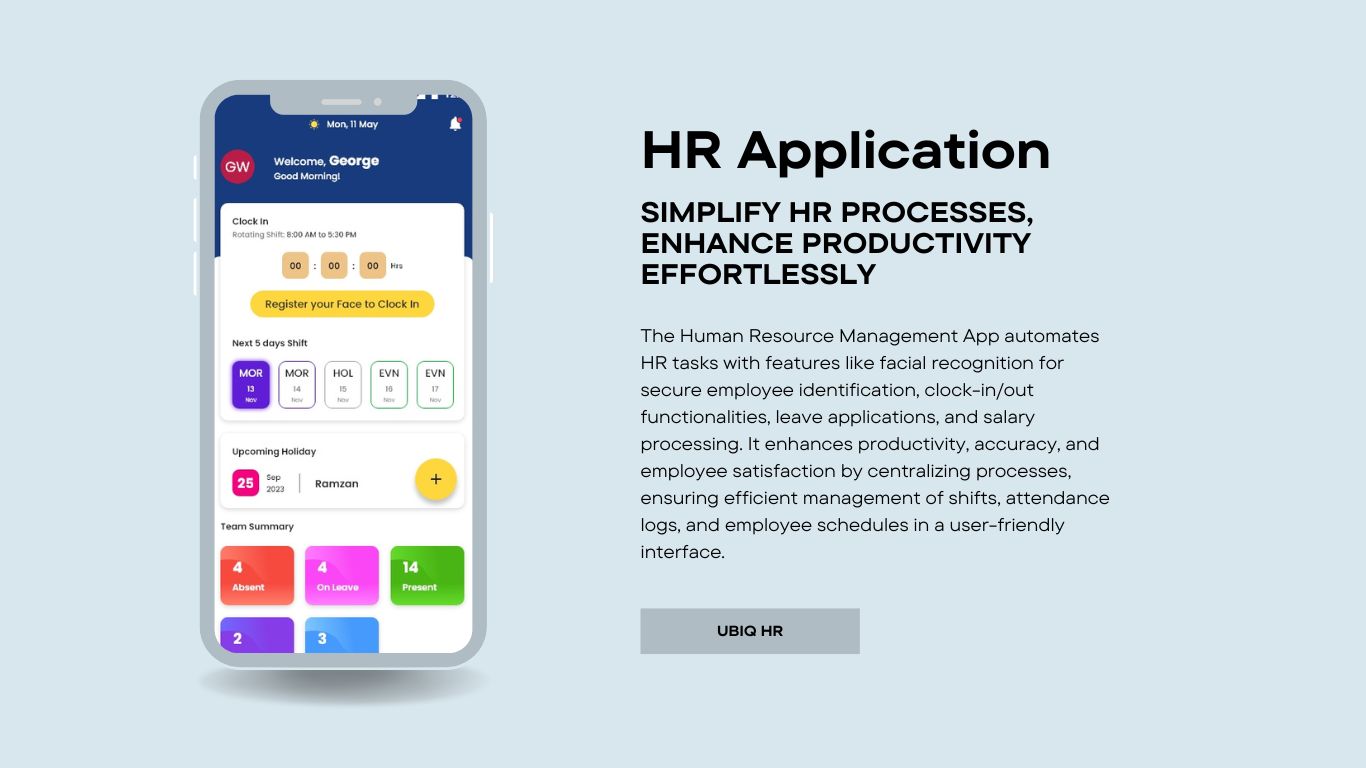 Mon, 11 May
GW
Welcome, George
Good Morning!
Clock In
Rotating Shift: 8:00 AM to 5:30 PM
00 : 00 : 00 Hrs
Register your Face to Clock In
Next 5 days Shift
MOR MOR HOL EVN EVN
13 14 15 16 17
Nov Nov Nov Nov Nov
Upcoming Holiday
25 Sep 2023 Ramzan +
Team Summary
4 4 14
Absent On Leave Present
2 3
HR Application
SIMPLIFY HR PROCESSES,
ENHANCE PRODUCTIVITY
EFFORTLESSLY
The Human Resource Management App automates
HR tasks with features like facial recognition for
secure employee identification, clock-in/out
functionalities, leave applications, and salary
processing. It enhances productivity, accuracy, and
employee satisfaction by centralizing processes,
ensuring efficient management of shifts, attendance
logs, and employee schedules in a user-friendly
interface.
UBIQ HR